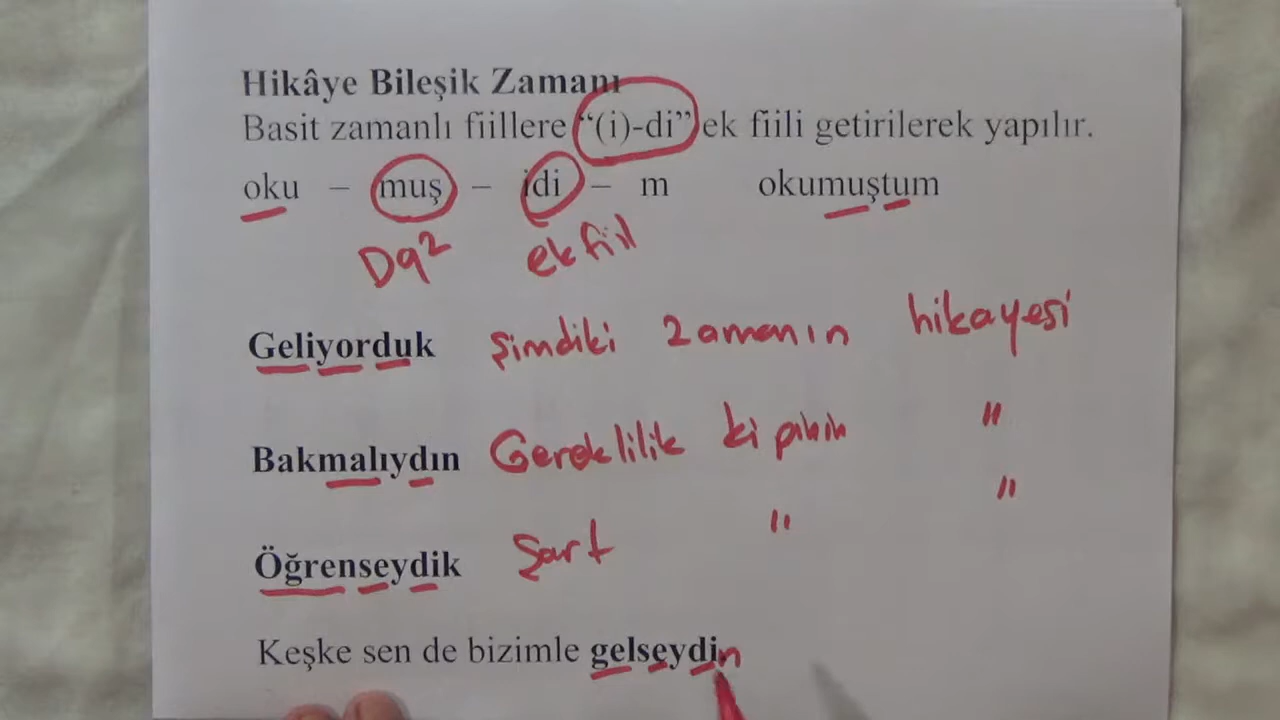 Hikâye Bileşik Zamanı
Basit zamanlı fiillere “(i)-di” ek fiili getirilerek yapılır.
oku – muş – idi – m okumuştum
D92 ekfiil
Geliyorduk şimdiki zamanın hikayesi
Bakmalıydın Gereklilik kipinin "
Öğrenseydik Şart " "
Keşke sen de bizimle gelseydin